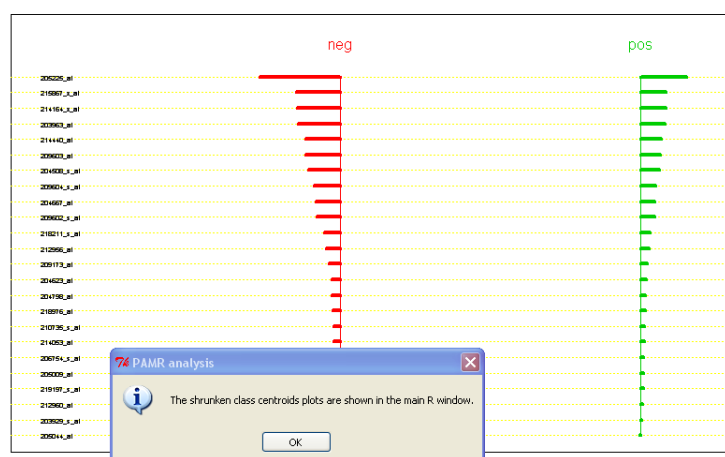 neg pos
205225_at
215867_s_at
214164_s_at
203963_at
214440_at
209603_at
204508_s_at
209604_s_at
204667_at
209602_s_at
218211_s_at
212956_at
209173_at
204623_at
204798_at
218976_at
210735_s_at
214053_at
206754_s_at
205009_at
219197_s_at
212960_at
203929_s_at
205044_at
PAMR analysis
The shrunken class centroids plots are shown in the main R window.
OK